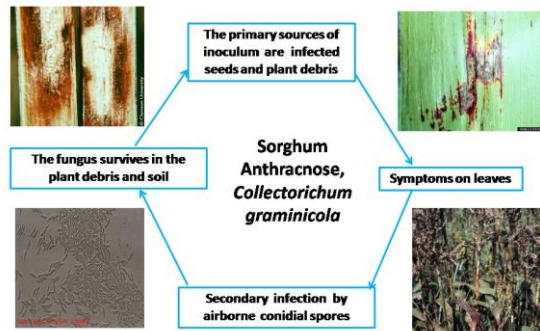 The primary sources of
inoculum are infected
seeds and plant debris
The fungus survives in the
plant debris and soil
Sorghum
Anthracnose,
Collectorichum
graminicola
Symptoms on leaves
Secondary infection by
airborne conidial spores